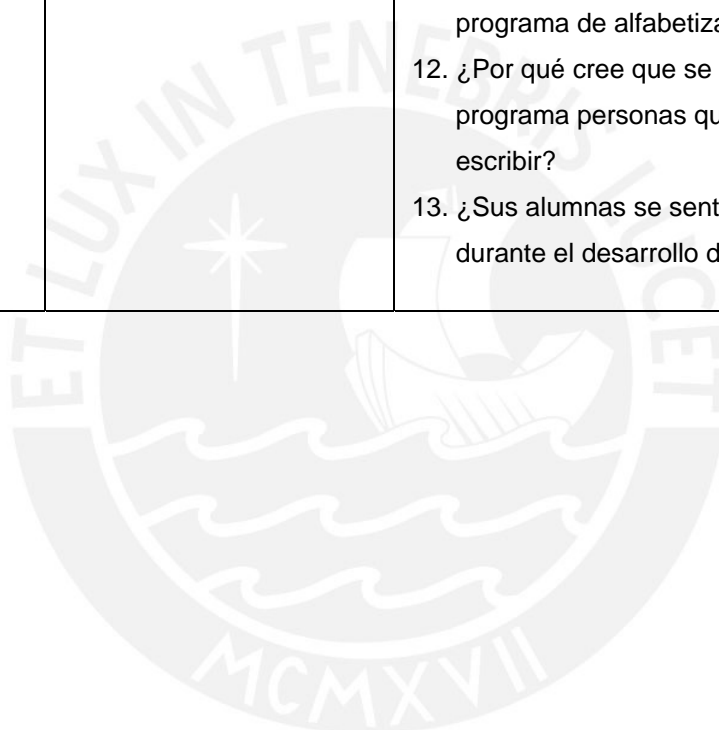 programa de alfabetiza
12. ¿Por qué cree que se
programa personas qu
escribir?
13. ¿Sus alumnas se sent
durante el desarrollo d
ET LUX IN TENEBRIS LUCET
MCMXVII